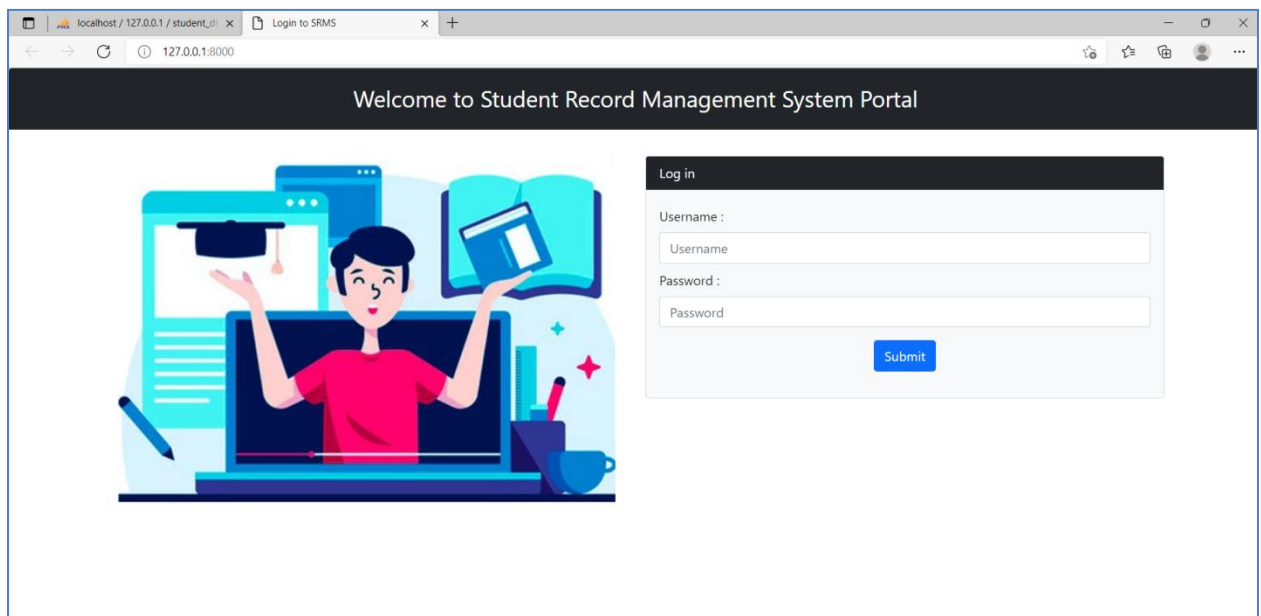 localhost / 127.0.0.1 / student_d
Login to SRMS
127.0.0.1:8000
Welcome to Student Record Management System Portal
Log in
Username :
Username
Password :
Password
Submit